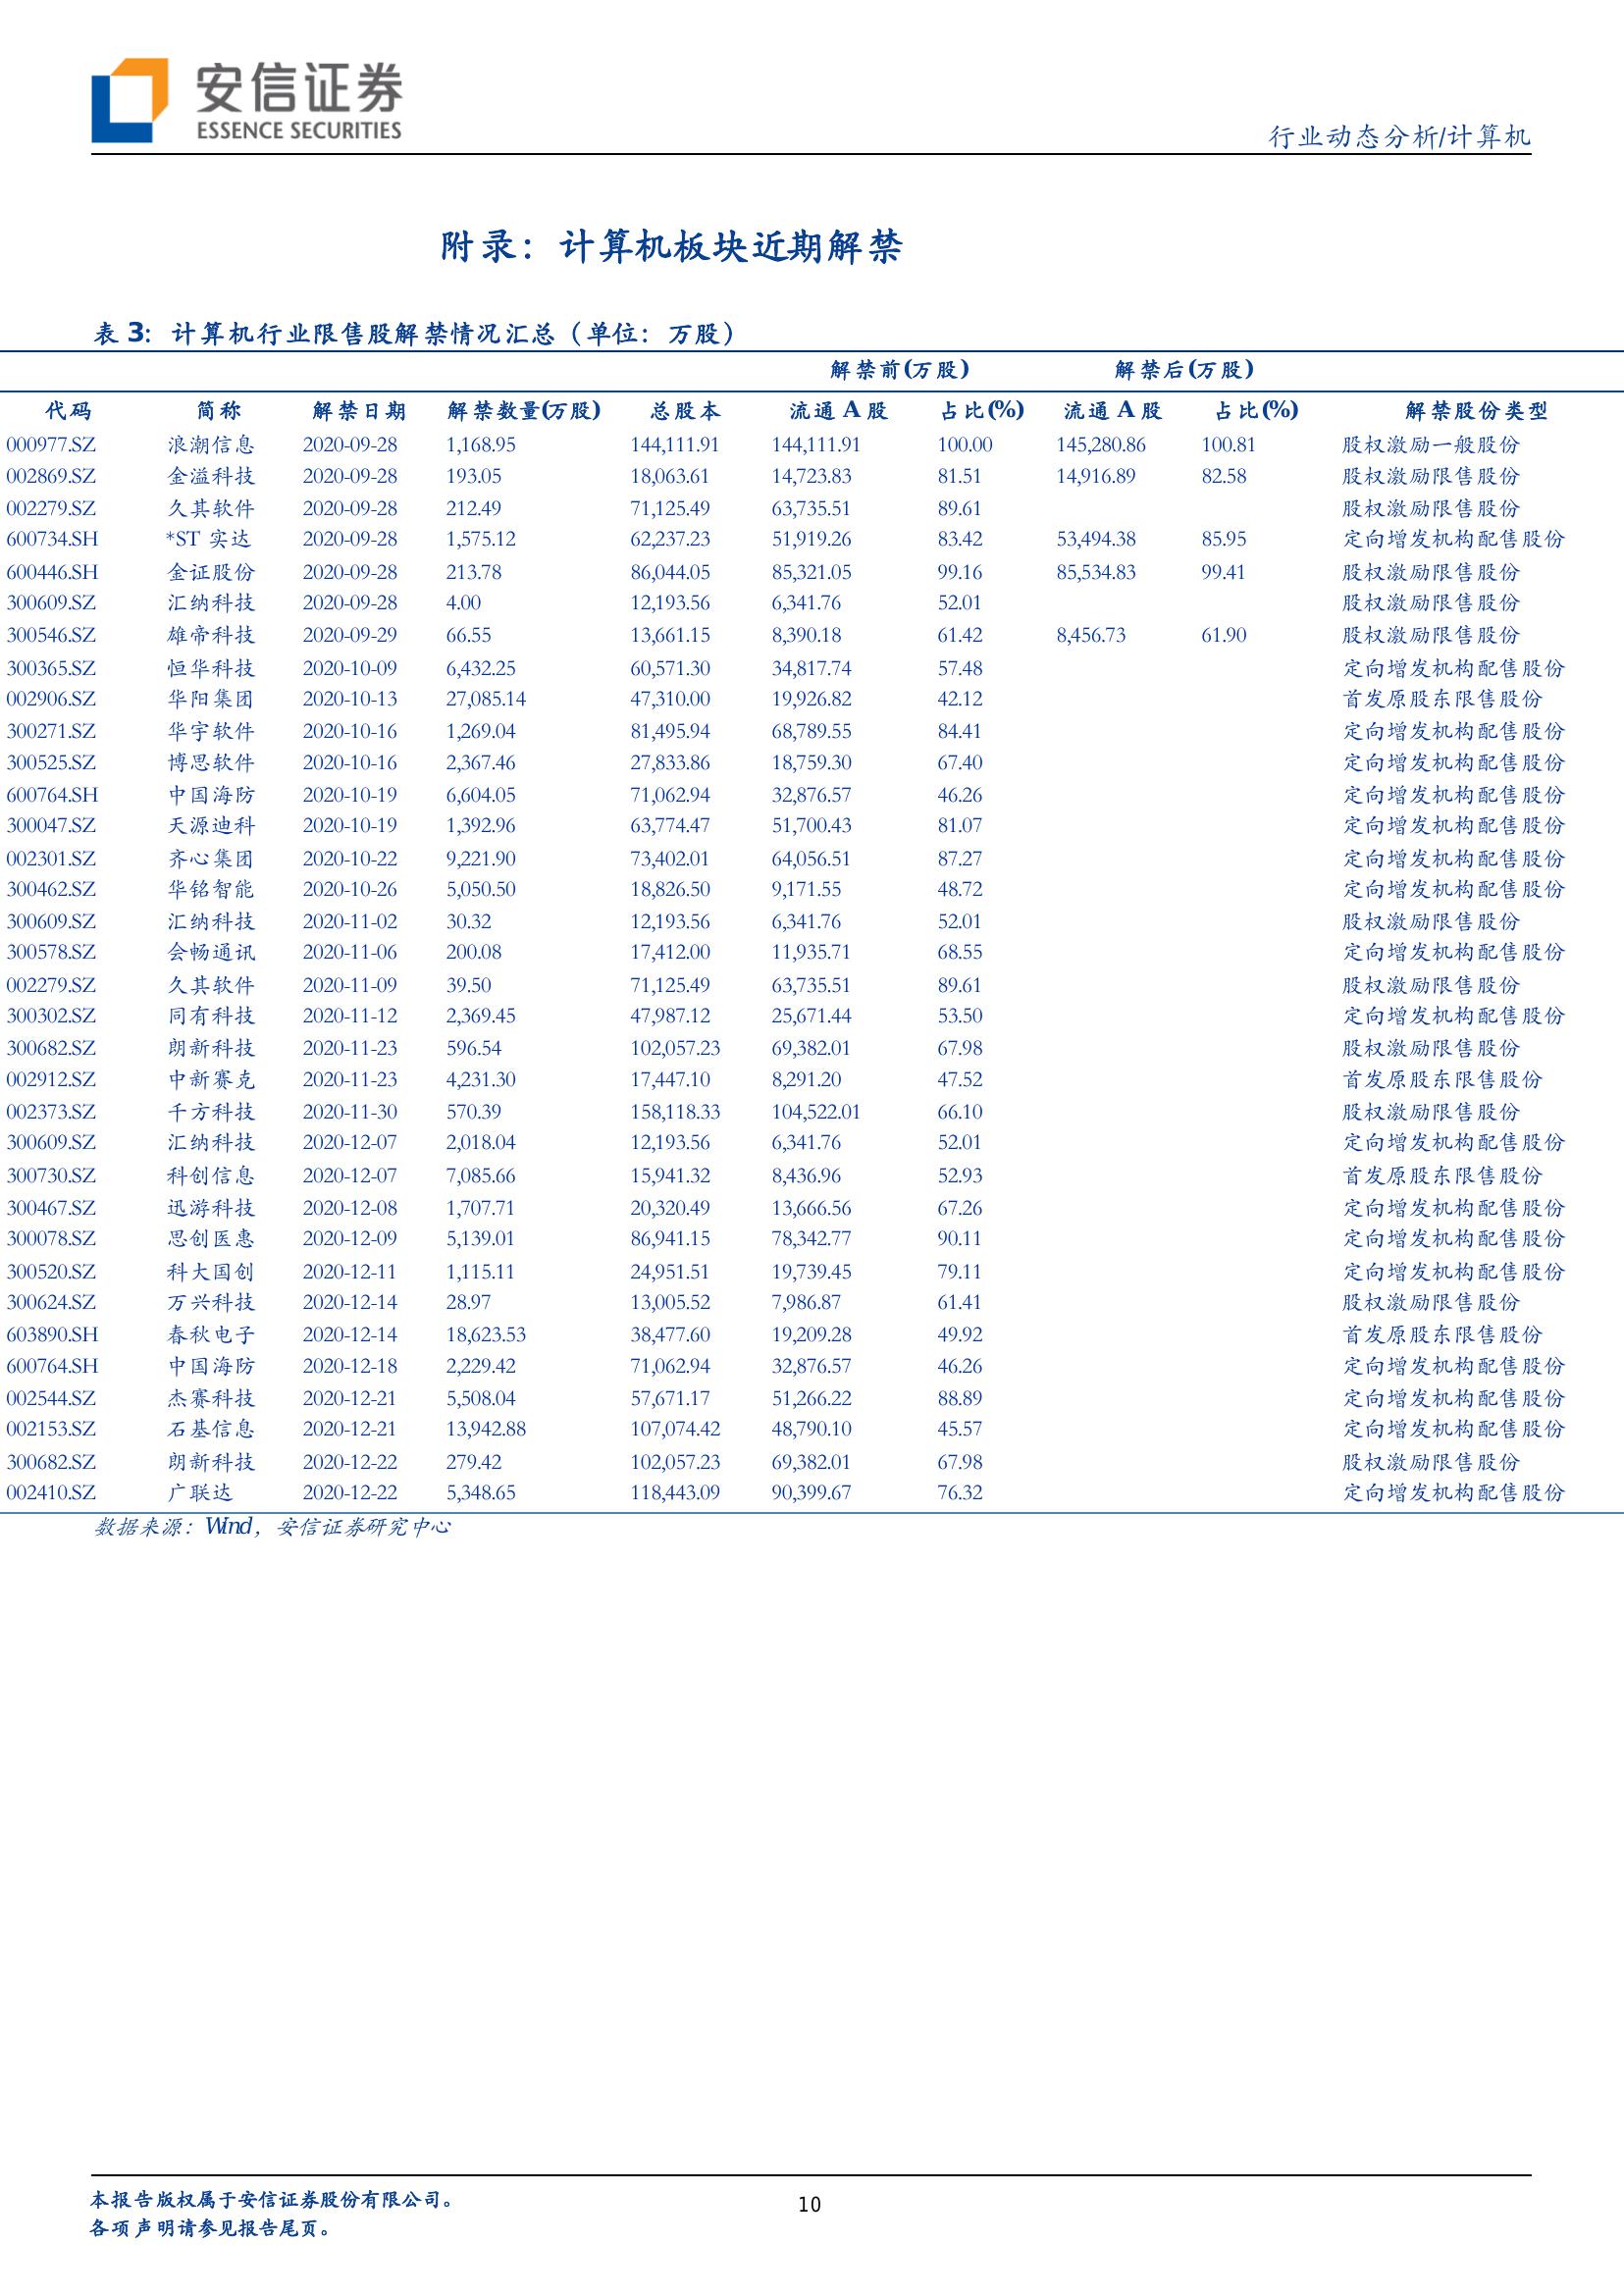 安信证券
ESSENCE SECURITIES
行业动态分析/计算机
附录：计算机板块近期解禁
表 3：计算机行业限售股解禁情况汇总（单位：万股）
解禁前(万股) 解禁后(万股)
代码 简称 解禁日期 解禁数量(万股) 总股本 流通 A 股 占比(%) 流通 A 股 占比(%) 解禁股份类型
000977.SZ 浪潮信息 2020-09-28 1,168.95 144,111.91 144,111.91 100.00 145,280.86 100.81 股权激励一般股份
002869.SZ 金溢科技 2020-09-28 193.05 18,063.61 14,723.83 81.51 14,916.89 82.58 股权激励限售股份
002279.SZ 久其软件 2020-09-28 212.49 71,125.49 63,735.51 89.61 股权激励限售股份
600734.SH *ST 实达 2020-09-28 1,575.12 62,237.23 51,919.26 83.42 53,494.38 85.95 定向增发机构配售股份
600446.SH 金证股份 2020-09-28 213.78 86,044.05 85,321.05 99.16 85,534.83 99.41 股权激励限售股份
300609.SZ 汇纳科技 2020-09-28 4.00 12,193.56 6,341.76 52.01 股权激励限售股份
300546.SZ 雄帝科技 2020-09-29 66.55 13,661.15 8,390.18 61.42 8,456.73 61.90 股权激励限售股份
300365.SZ 恒华科技 2020-10-09 6,432.25 60,571.30 34,817.74 57.48 定向增发机构配售股份
002906.SZ 华阳集团 2020-10-13 27,085.14 47,310.00 19,926.82 42.12 首发原股东限售股份
300271.SZ 华宇软件 2020-10-16 1,269.04 81,495.94 68,789.55 84.41 定向增发机构配售股份
300525.SZ 博思软件 2020-10-16 2,367.46 27,833.86 18,759.30 67.40 定向增发机构配售股份
600764.SH 中国海防 2020-10-19 6,604.05 71,062.94 32,876.57 46.26 定向增发机构配售股份
300047.SZ 天源迪科 2020-10-19 1,392.96 63,774.47 51,700.43 81.07 定向增发机构配售股份
002301.SZ 齐心集团 2020-10-22 9,221.90 73,402.01 64,056.51 87.27 定向增发机构配售股份
300462.SZ 华铭智能 2020-10-26 5,050.50 18,826.50 9,171.55 48.72 定向增发机构配售股份
300609.SZ 汇纳科技 2020-11-02 30.32 12,193.56 6,341.76 52.01 股权激励限售股份
300578.SZ 会畅通讯 2020-11-06 200.08 17,412.00 11,935.71 68.55 定向增发机构配售股份
002279.SZ 久其软件 2020-11-09 39.50 71,125.49 63,735.51 89.61 股权激励限售股份
300302.SZ 同有科技 2020-11-12 2,369.45 47,987.12 25,671.44 53.50 定向增发机构配售股份
300682.SZ 朗新科技 2020-11-23 596.54 102,057.23 69,382.01 67.98 股权激励限售股份
002912.SZ 中新赛克 2020-11-23 4,231.30 17,447.10 8,291.20 47.52 首发原股东限售股份
002373.SZ 千方科技 2020-11-30 570.39 158,118.33 104,522.01 66.10 股权激励限售股份
300609.SZ 汇纳科技 2020-12-07 2,018.04 12,193.56 6,341.76 52.01 定向增发机构配售股份
300730.SZ 科创信息 2020-12-07 7,085.66 15,941.32 8,436.96 52.93 首发原股东限售股份
300467.SZ 迅游科技 2020-12-08 1,707.71 20,320.49 13,666.56 67.26 定向增发机构配售股份
300078.SZ 思创医惠 2020-12-09 5,139.01 86,941.15 78,342.77 90.11 定向增发机构配售股份
300520.SZ 科大国创 2020-12-11 1,115.11 24,951.51 19,739.45 79.11 定向增发机构配售股份
300624.SZ 万兴科技 2020-12-14 28.97 13,005.52 7,986.87 61.41 股权激励限售股份
603890.SH 春秋电子 2020-12-14 18,623.53 38,477.60 19,209.28 49.92 首发原股东限售股份
600764.SH 中国海防 2020-12-18 2,229.42 71,062.94 32,876.57 46.26 定向增发机构配售股份
002544.SZ 杰赛科技 2020-12-21 5,508.04 57,671.17 51,266.22 88.89 定向增发机构配售股份
002153.SZ 石基信息 2020-12-21 13,942.88 107,074.42 48,790.10 45.57 定向增发机构配售股份
300682.SZ 朗新科技 2020-12-22 279.42 102,057.23 69,382.01 67.98 股权激励限售股份
002410.SZ 广联达 2020-12-22 5,348.65 118,443.09 90,399.67 76.32 定向增发机构配售股份
数据来源：Wind，安信证券研究中心
本报告版权属于安信证券股份有限公司。
各项声明请参见报告尾页。
10